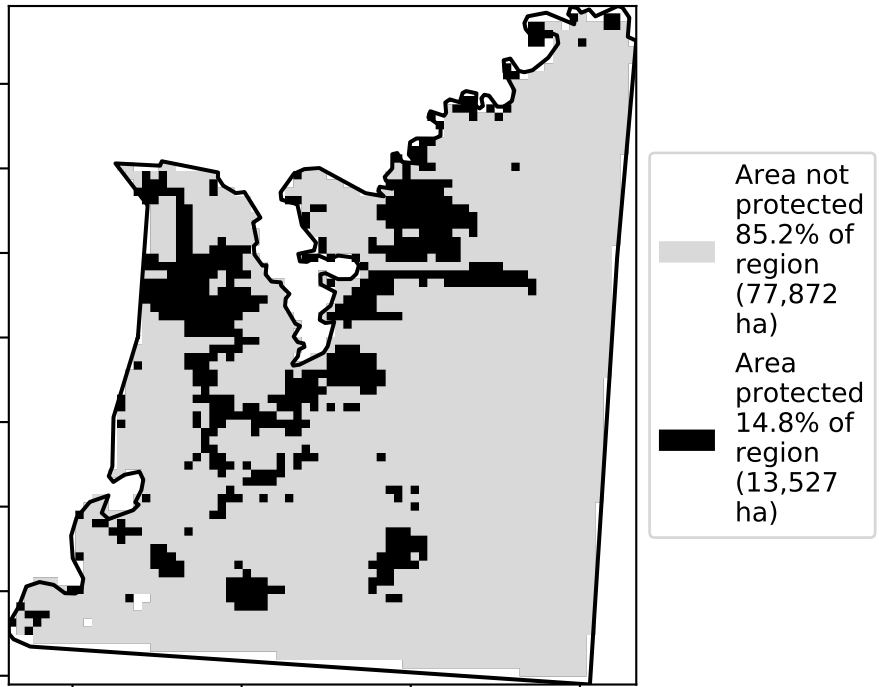 Area not
protected
85.2% of
region
(77,872
ha)
Area
protected
14.8% of
region
(13,527
ha)